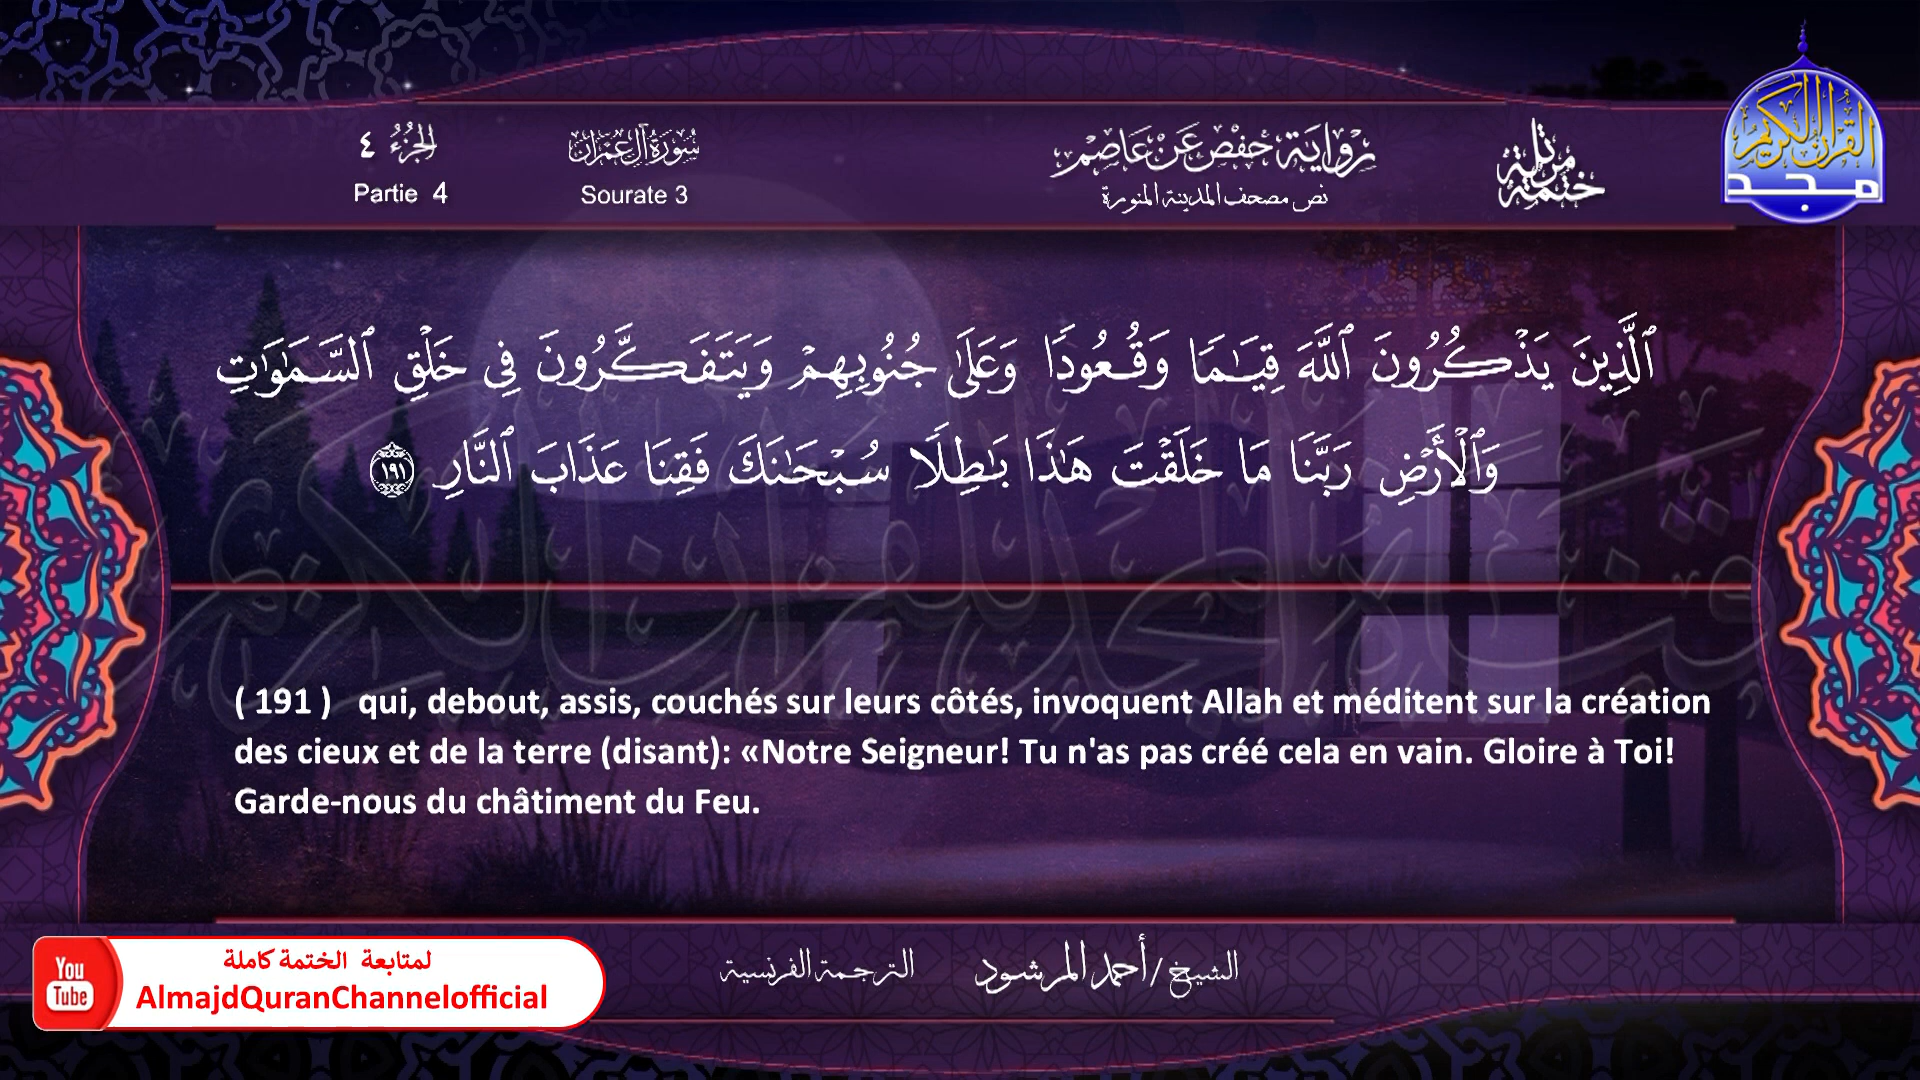 الجزء ٤
Partie 4
سورة آل عمران
Sourate 3
رواية حفص عن عاصم
نص مصحف المدينة المنورة
ختمة مرتلة
القرآن الكريم
مجد
ٱلَّذِينَ يَذۡكُرُونَ ٱللَّهَ قِيَٰمٗا وَقُعُودٗا وَعَلَىٰ جُنُوبِهِمۡ وَيَتَفَكَّرُونَ فِي خَلۡقِ ٱلسَّمَٰوَٰتِ
وَٱلۡأَرۡضِ رَبَّنَا مَا خَلَقۡتَ هَٰذَا بَٰطِلٗا سُبۡحَٰنَكَ فَقِنَا عَذَابَ ٱلنَّارِ ١٩١
قناة المجد للقرآن الكريم
( 191 ) qui, debout, assis, couchés sur leurs côtés, invoquent Allah et méditent sur la création
des cieux et de la terre (disant): «Notre Seigneur! Tu n'as pas créé cela en vain. Gloire à Toi!
Garde-nous du châtiment du Feu.
الشيخ / أحمد المرشود
الترجمة الفرنسية
You
Tube
لمتابعة الختمة كاملة
AlmajdQuranChannelofficial